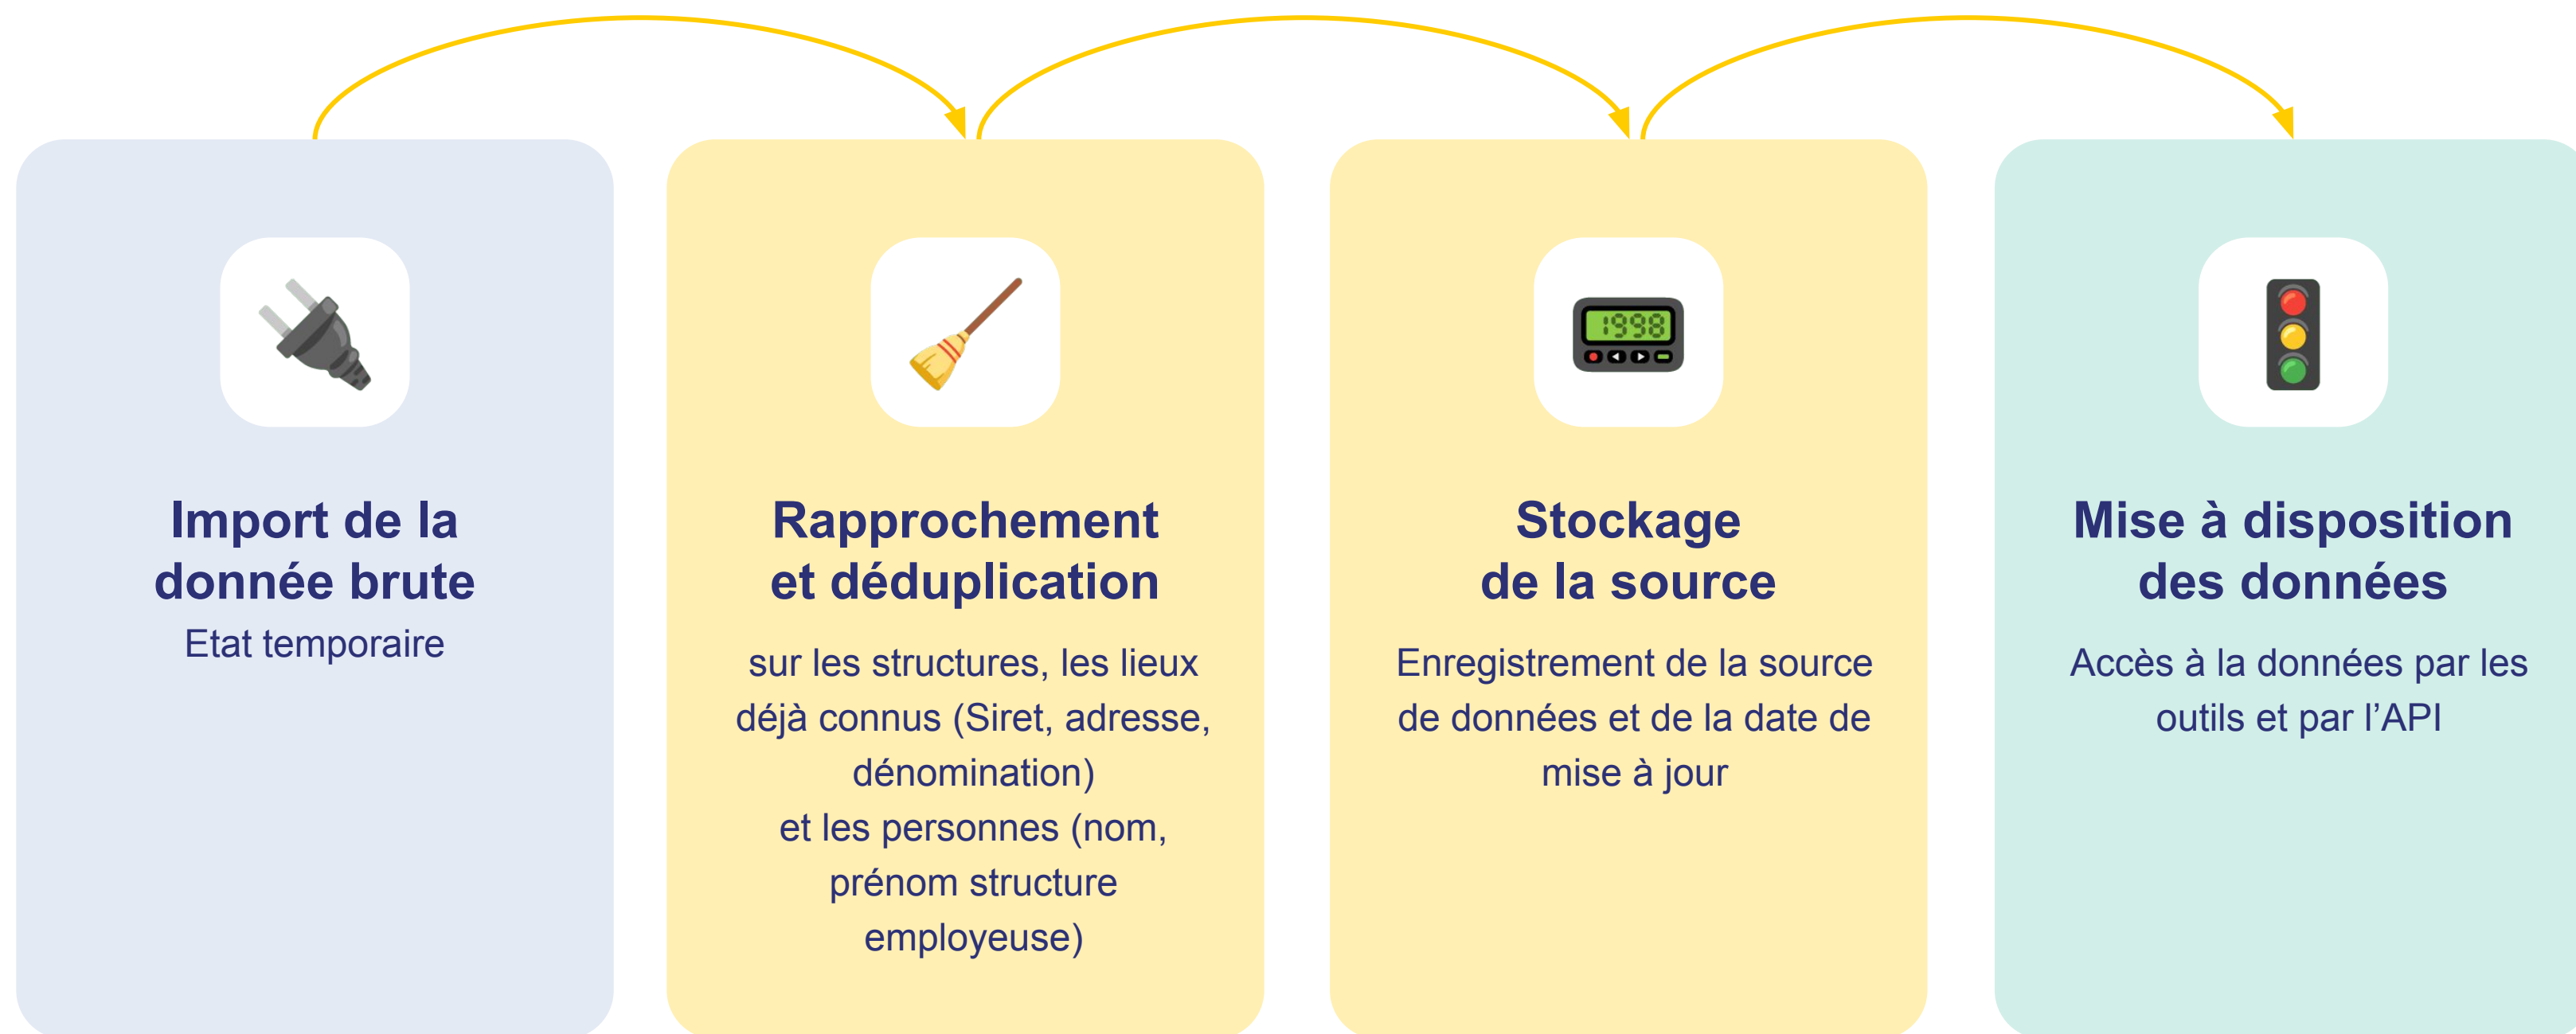 1998
Import de la
donnée brute
Etat temporaire
Rapprochement
et déduplication
sur les structures, les lieux
déjà connus (Siret, adresse,
dénomination)
et les personnes (nom,
prénom structure
employeuse)
Stockage
de la source
Enregistrement de la source
de données et de la date de
mise à jour
Mise à disposition
des données
Accès à la données par les
outils et par l’API